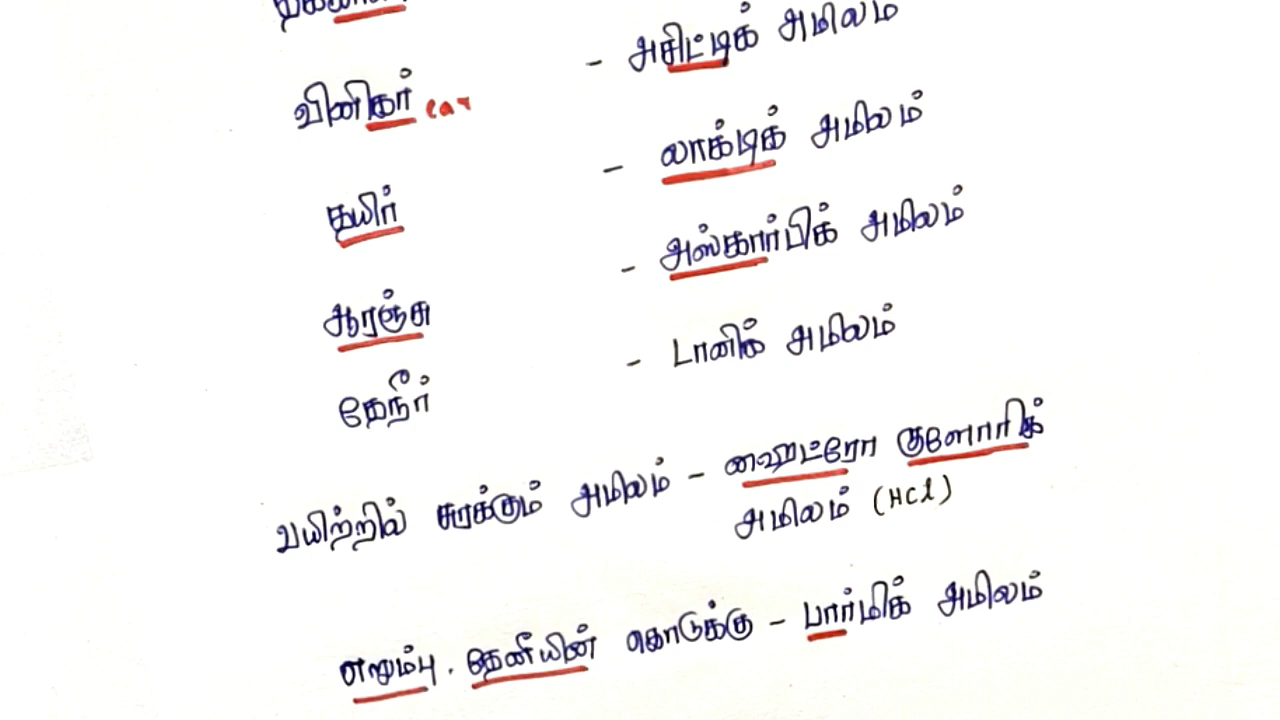 வினிகர் car - அசிட்டிக் அமிலம்
தயிர் - லாக்டிக் அமிலம்
ஆரஞ்சு - அஸ்கார்பிக் அமிலம்
தேநீர் - டானிக் அமிலம்
வயிற்றில் சுரக்கும் அமிலம் - ஹைட்ரோ குளோரிக்
அமிலம் (HCl)
எறும்பு . தேனீயின் கொடுக்கு - பார்மிக் அமிலம்